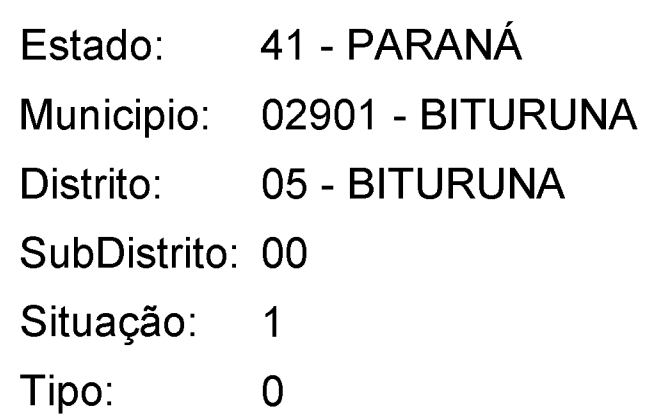 Estado: 41 - PARANÁ
Municipio: 02901 - BITURUNA
Distrito: 05 - BITURUNA
SubDistrito: 00
Situação: 1
Tipo: 0